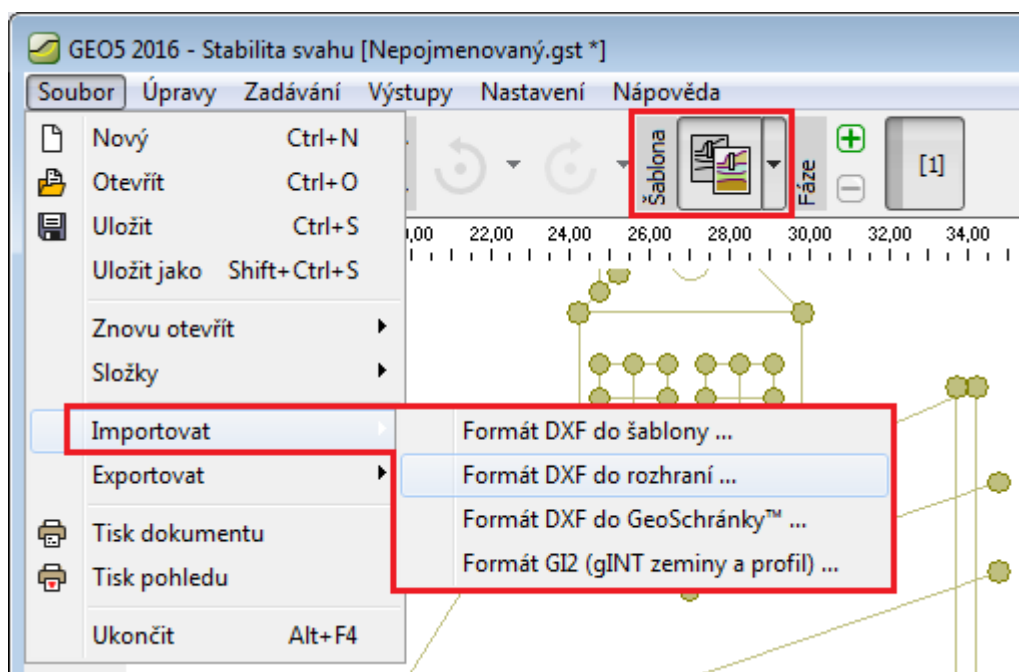 GEO5 2016 - Stabilita svahu [Nepojmenovaný.gst *]
Soubor Úpravy Zadávání Výstupy Nastavení Nápověda
Nový Ctrl+N
Otevřít Ctrl+O
Uložit Ctrl+S
Uložit jako Shift+Ctrl+S
Znovu otevřít
Složky
Importovat
Exportovat
Tisk dokumentu
Tisk pohledu
Ukončit Alt+F4
Šablona
Fáze
[1]
,00 22,00 24,00 26,00 28,00 30,00 32,00 34,00
Formát DXF do šablony ...
Formát DXF do rozhraní ...
Formát DXF do GeoSchránky™ ...
Formát GI2 (gINT zeminy a profil) ...